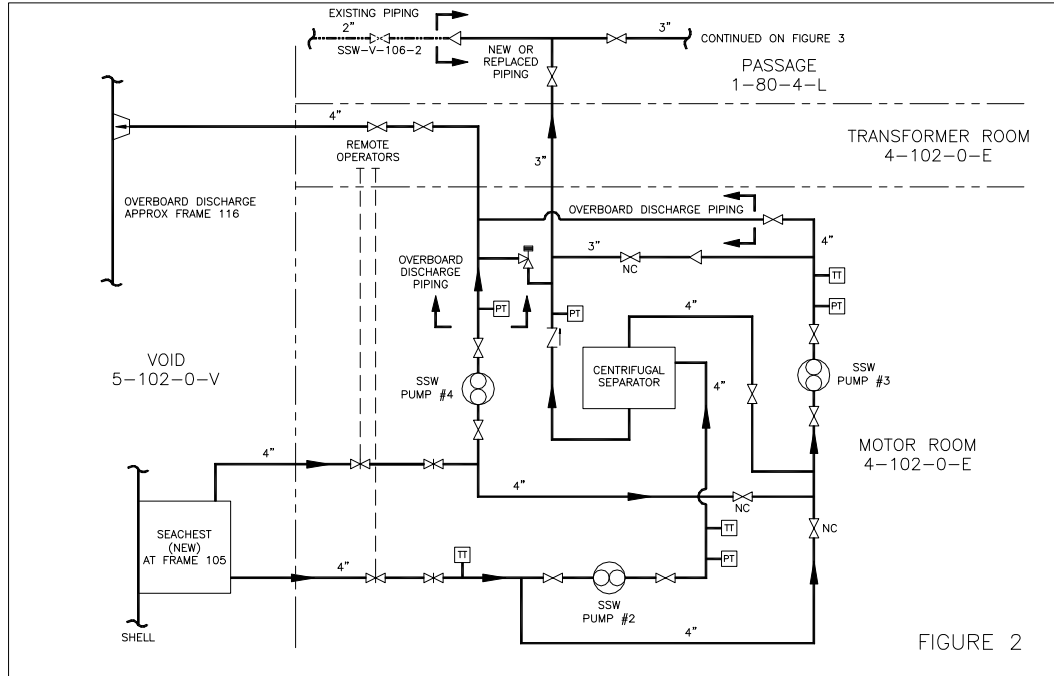 EXISTING PIPING
2"
SSW-V-106-2
NEW OR
REPLACED
PIPING
3"
CONTINUED ON FIGURE 3
PASSAGE
1-80-4-L
4"
REMOTE
OPERATORS
3"
TRANSFORMER ROOM
4-102-0-E
OVERBOARD DISCHARGE
APPROX FRAME 116
OVERBOARD DISCHARGE PIPING
4"
3"
NC
TT
PT
OVERBOARD
DISCHARGE
PIPING
PT
PT
4"
VOID
5-102-0-V
SSW
PUMP #4
CENTRIFUGAL
SEPARATOR
4"
SSW
PUMP #3
MOTOR ROOM
4-102-0-E
4"
4"
NC
NC
SEACHEST
(NEW)
AT FRAME 105
4"
TT
TT
PT
SSW
PUMP #2
4"
SHELL
FIGURE 2